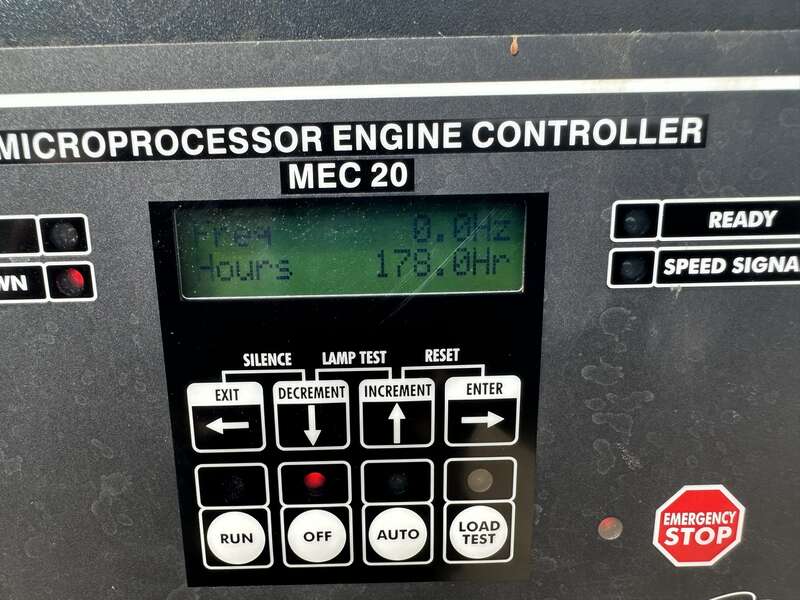 MICROPROCESSOR ENGINE CONTROLLER
MEC 20
Freq 0.0Hz
Hours 178.0Hr
READY
SPEED SIGNA
WN
SILENCE LAMP TEST RESET
EXIT DECREMENT INCREMENT ENTER
RUN OFF AUTO LOAD TEST
EMERGENCY
STOP